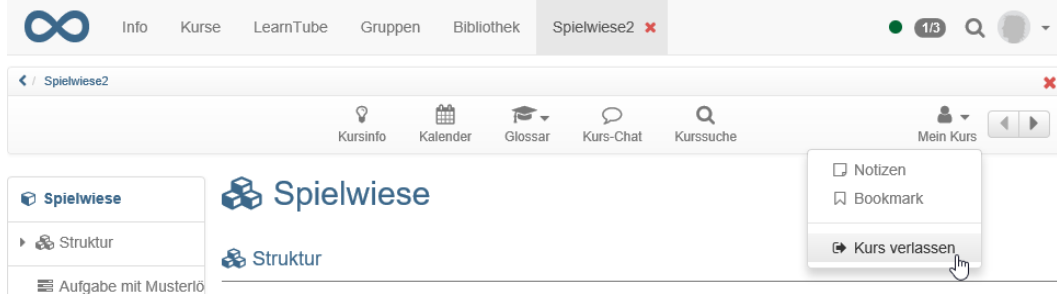 Info Kurse LearnTube Gruppen Bibliothek Spielwiese2 1/3
/ Spielwiese2
Kursinfo Kalender Glossar Kurs-Chat Kurssuche Mein Kurs
Notizen
Bookmark
Kurs verlassen
Spielwiese
Struktur
Aufgabe mit Musterlö
Spielwiese
Struktur